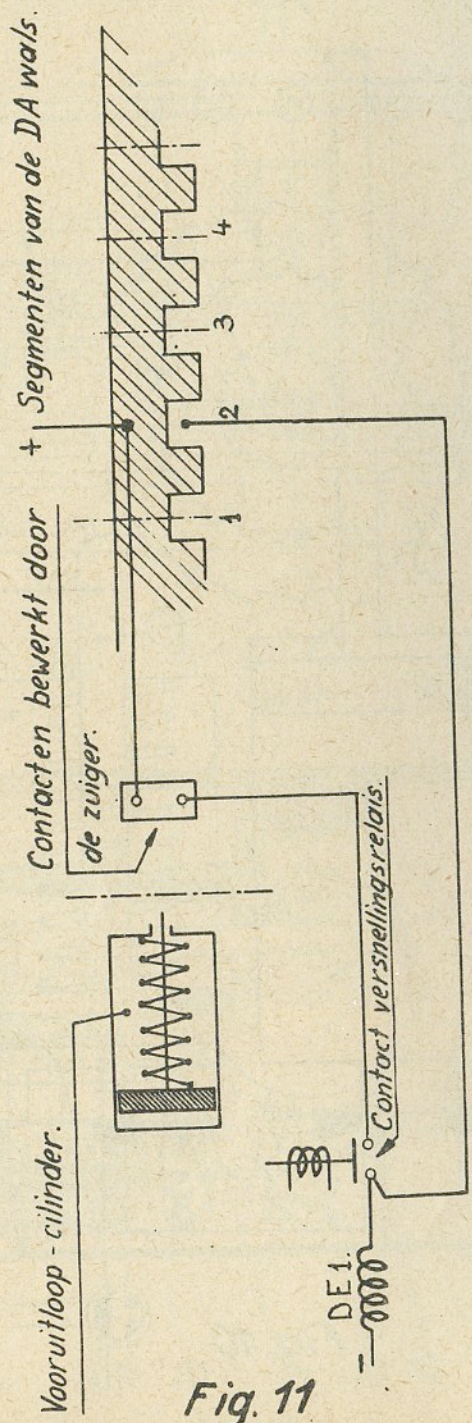 Vooruitloop - cilinder.
Contacten bewerkt door
de zuiger.
+ Segmenten van de DA wals.
1
2
3
4
Contact versnellingsrelais.
DE1.
–
Fig. 11